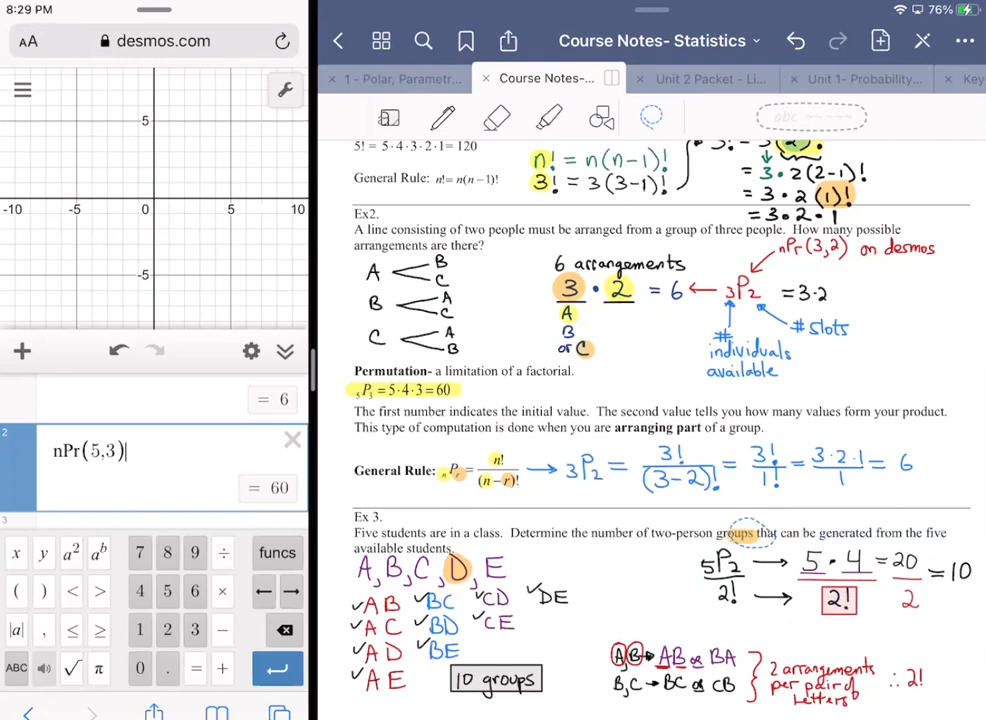 8:29 PM
76%
AA desmos.com
5
-10 -5 0 5 10
-5
= 6
2
nPr(5,3)
= 60
3
x y a² a^b 7 8 9 ÷ funcs
( ) < > 4 5 6 ×
|a| , ≤ ≥ 1 2 3 −
ABC √ π 0 . = +
Course Notes- Statistics
1 - Polar, Parametr...
Course Notes-...
Unit 2 Packet - Li...
Unit 1- Probability...
Key
abc
5! = 5·4·3·2·1 = 120
General Rule: n! = n(n−1)!
n! = n(n−1)!
3! = 3(3−1)!
= 3 · 2(2−1)!
= 3 · 2 (1)!
= 3·2·1
Ex2.
A line consisting of two people must be arranged from a group of three people. How many possible
arrangements are there?
nPr(3,2) on desmos
A B
C
B A
C
C A
B
6 arrangements
3 · 2 = 6 ← ₃P₂ = 3·2
A
B
or C
# individuals available
# slots
Permutation- a limitation of a factorial.
₅P₃ = 5·4·3 = 60
The first number indicates the initial value. The second value tells you how many values form your product.
This type of computation is done when you are arranging part of a group.
General Rule: ₙPᵣ = n!/(n−r)! → ₃P₂ = 3!/(3−2)! = 3!/1! = 3·2·1/1 = 6
Ex 3.
Five students are in a class. Determine the number of two-person groups that can be generated from the five
available students.
A, B, C, D, E
✓AB ✓BC ✓CD ✓DE
✓AC ✓BD ✓CE
✓AD ✓BE
✓AE
10 groups
₅P₂ → 5 · 4 = 20 = 10
2! → 2! 2
A,B → AB or BA
B,C → BC or CB
2 arrangements
per pair of
letters
∴ 2!